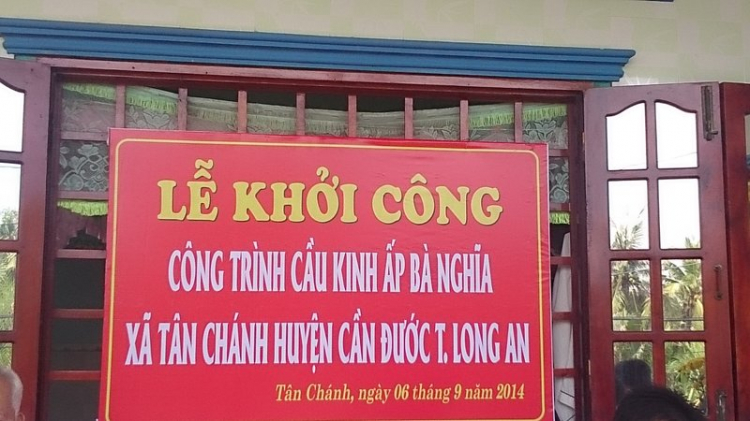 LỄ KHỞI CÔNG
CÔNG TRÌNH CẦU KINH ẤP BÀ NGHĨA
XÃ TÂN CHÁNH HUYỆN CẦN ĐƯỚC T. LONG AN
Tân Chánh, ngày 06 tháng 9 năm 2014